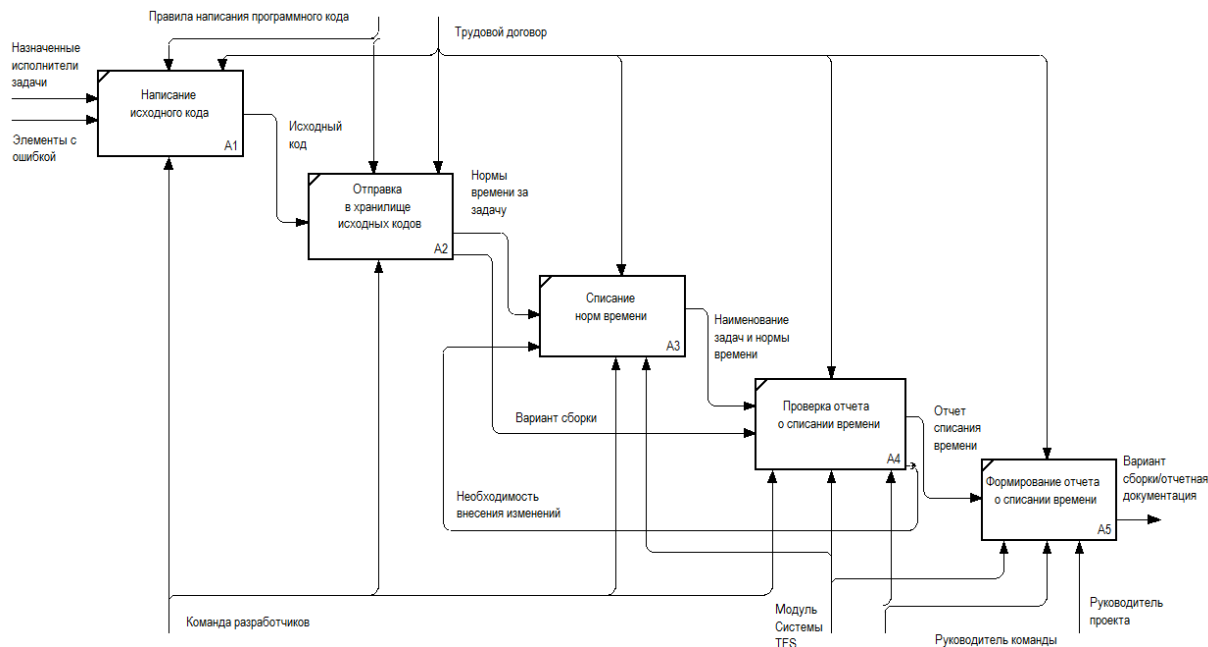 Правила написания программного кода
Трудовой договор
Назначенные
исполнители
задачи
Элементы с
ошибкой
Написание
исходного кода
A1
Исходный
код
Отправка
в хранилище
исходных кодов
A2
Нормы
времени за
задачу
Списание
норм времени
A3
Наименование
задач и нормы
времени
Вариант сборки
Проверка отчета
о списании времени
A4
Отчет
списания
времени
Необходимость
внесения изменений
Формирование отчета
о списании времени
A5
Вариант
сборки/отчетная
документация
Команда разработчиков
Модуль
Системы
TFS
Руководитель команды
Руководитель
проекта